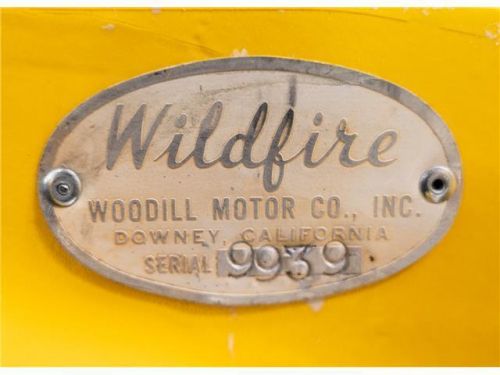 Wildfire
WOODILL MOTOR CO., INC.
DOWNEY, CALIFORNIA
SERIAL 9939